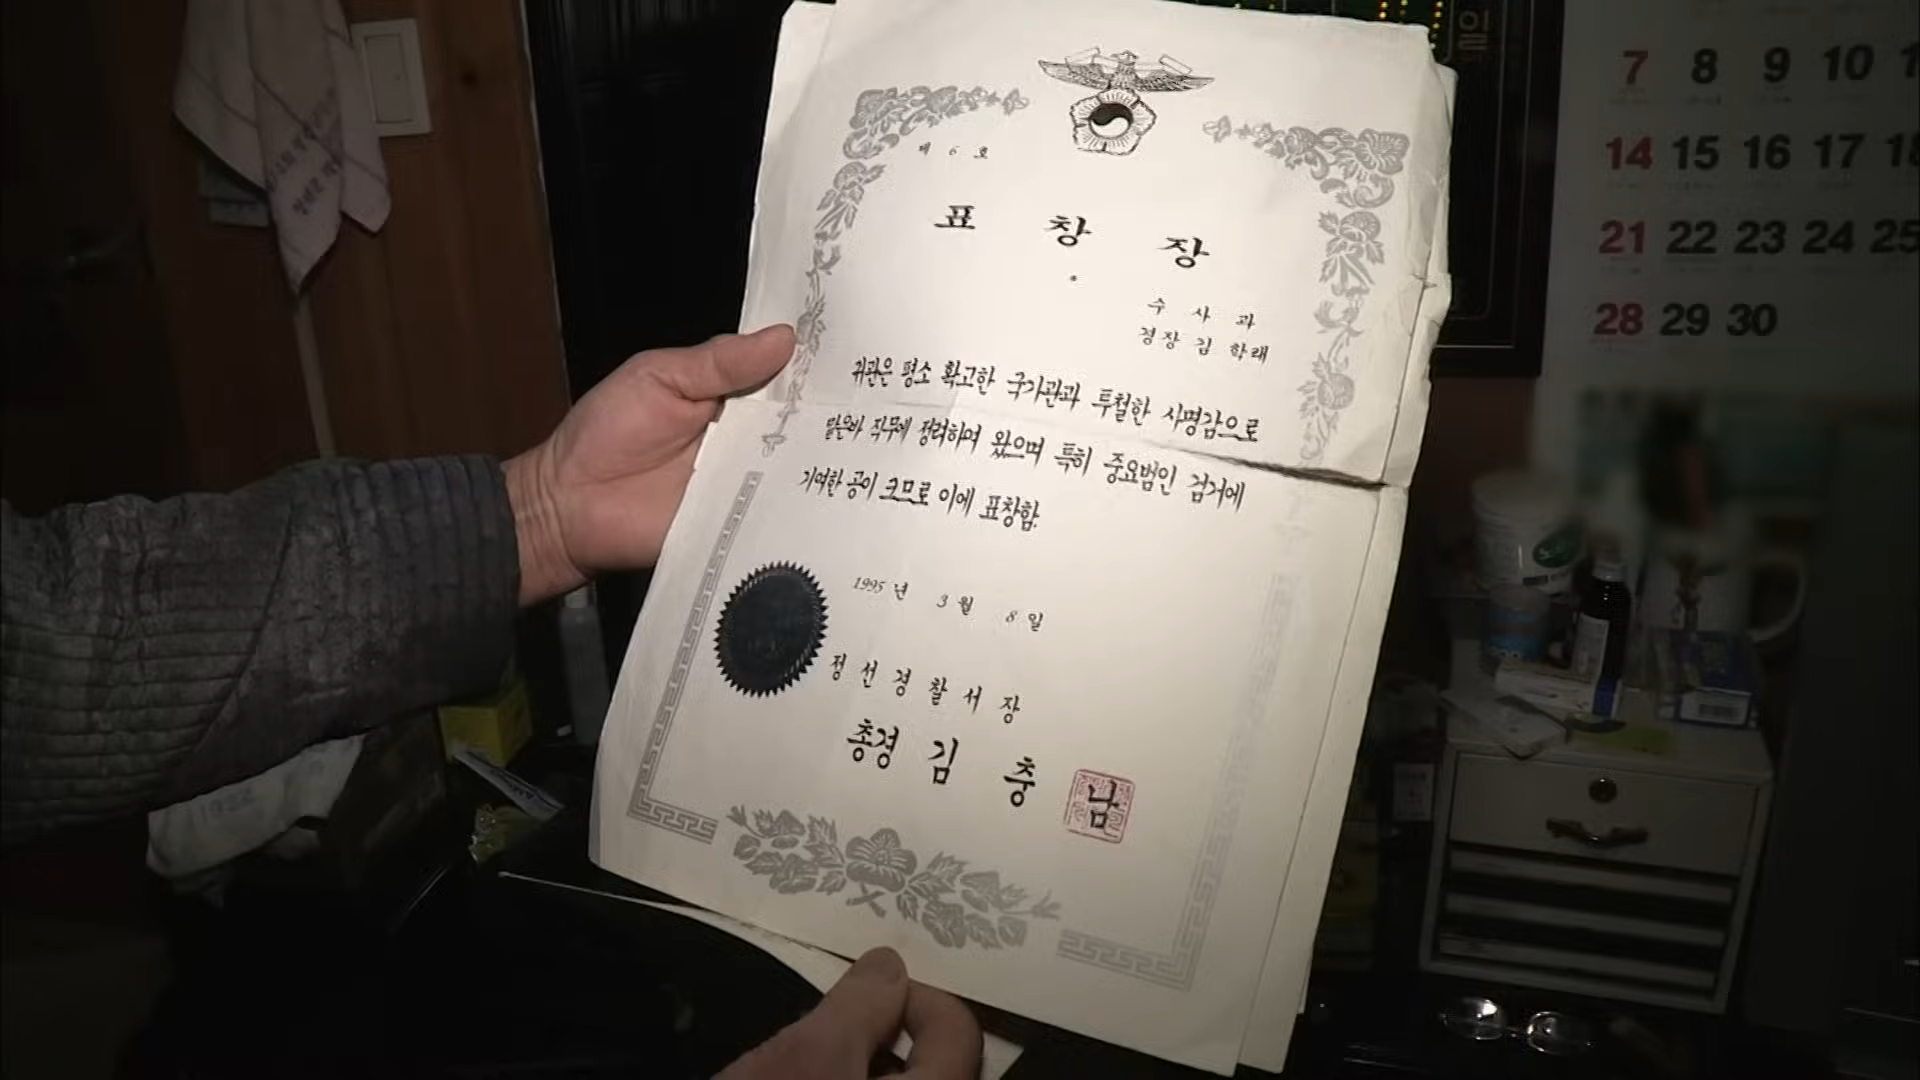 제 6 호
표 창 장
수 사 과
경장 김 학래
귀관은 평소 확고한 국가관과 투철한 사명감으로
맡은바 직무에 정려하며 왔으며 특히 중요범인 검거에
기여한 공이 크므로 이에 표창함.
1995 년 3 월 8 일
정 선 경 찰 서 장
총경 김 충 남
일
7 8 9 10
14 15 16 17 18
21 22 23 24 25
28 29 30